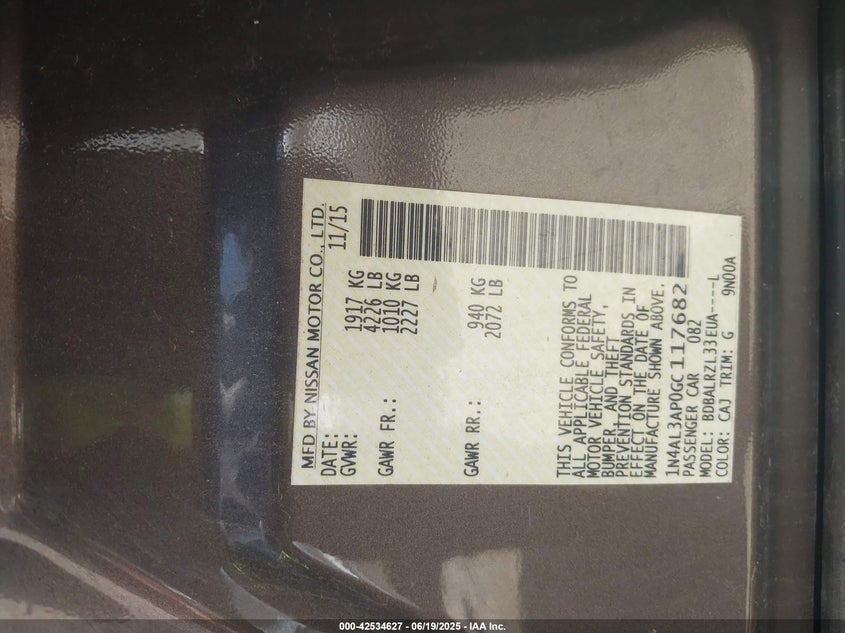 MFD BY NISSAN MOTOR CO., LTD.
DATE: 11/15
GVWR: 1917 KG
4226 LB
GAWR FR.: 1010 KG
2227 LB
GAWR RR.: 940 KG
2072 LB
THIS VEHICLE CONFORMS TO
ALL APPLICABLE FEDERAL
MOTOR VEHICLE SAFETY,
BUMPER, AND THEFT
PREVENTION STANDARDS IN
EFFECT ON THE DATE OF
MANUFACTURE SHOWN ABOVE.
1N4AL3AP0GC117682
PASSENGER CAR 082
MODEL: BDBALRZL33EUA----L
COLOR: CAJ TRIM: G 9N00A
000-42534627 - 06/19/2025 - IAA Inc.